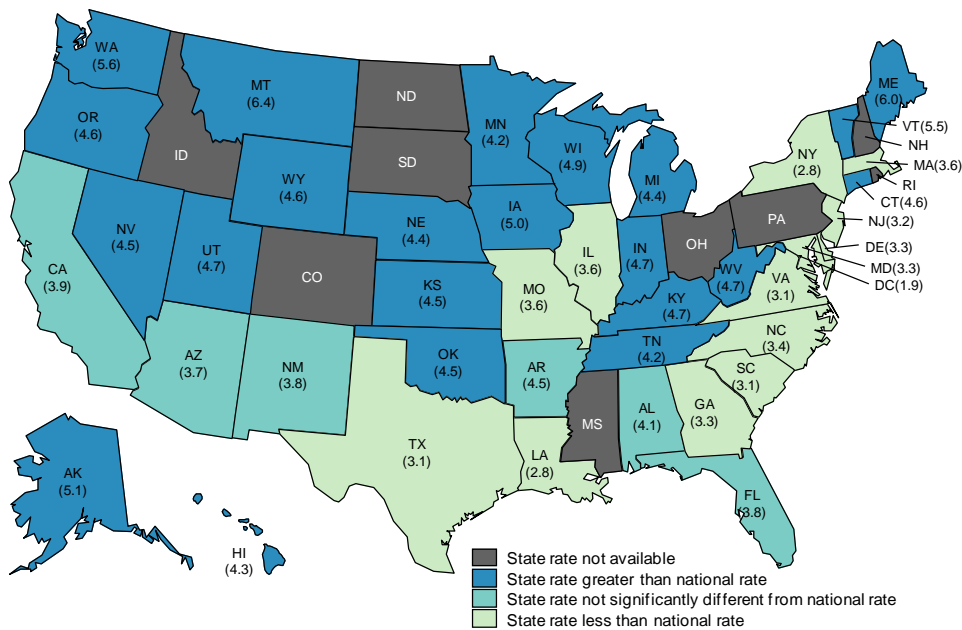 WA
(5.6)
MT
(6.4)
ND
MN
(4.2)
ME
(6.0)
VT(5.5)
NH
MA(3.6)
RI
CT(4.6)
NJ(3.2)
OR
(4.6)
ID
WY
(4.6)
SD
WI
(4.9)
MI
(4.4)
NY
(2.8)
NV
(4.5)
UT
(4.7)
CO
NE
(4.4)
IA
(5.0)
IL
(3.6)
IN
(4.7)
OH
PA
WV
(4.7)
DE(3.3)
MD(3.3)
DC(1.9)
CA
(3.9)
KS
(4.5)
MO
(3.6)
KY
(4.7)
VA
(3.1)
AZ
(3.7)
NM
(3.8)
OK
(4.5)
AR
(4.5)
TN
(4.2)
NC
(3.4)
SC
(3.1)
TX
(3.1)
LA
(2.8)
MS
AL
(4.1)
GA
(3.3)
FL
(3.8)
AK
(5.1)
HI
(4.3)
State rate not available
State rate greater than national rate
State rate not significantly different from national rate
State rate less than national rate